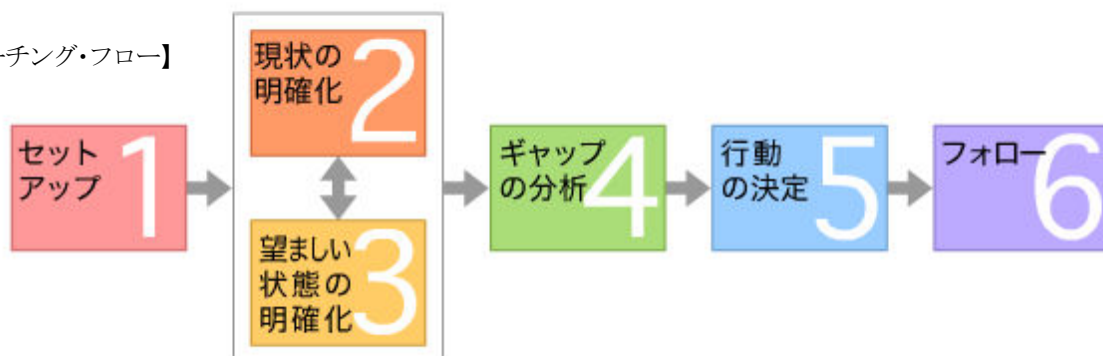 ーチング・フロー】
セット
アップ
1
現状の
明確化
2
望ましい
状態の
明確化
3
ギャップ
の分析
4
行動
の決定
5
フォロー
6